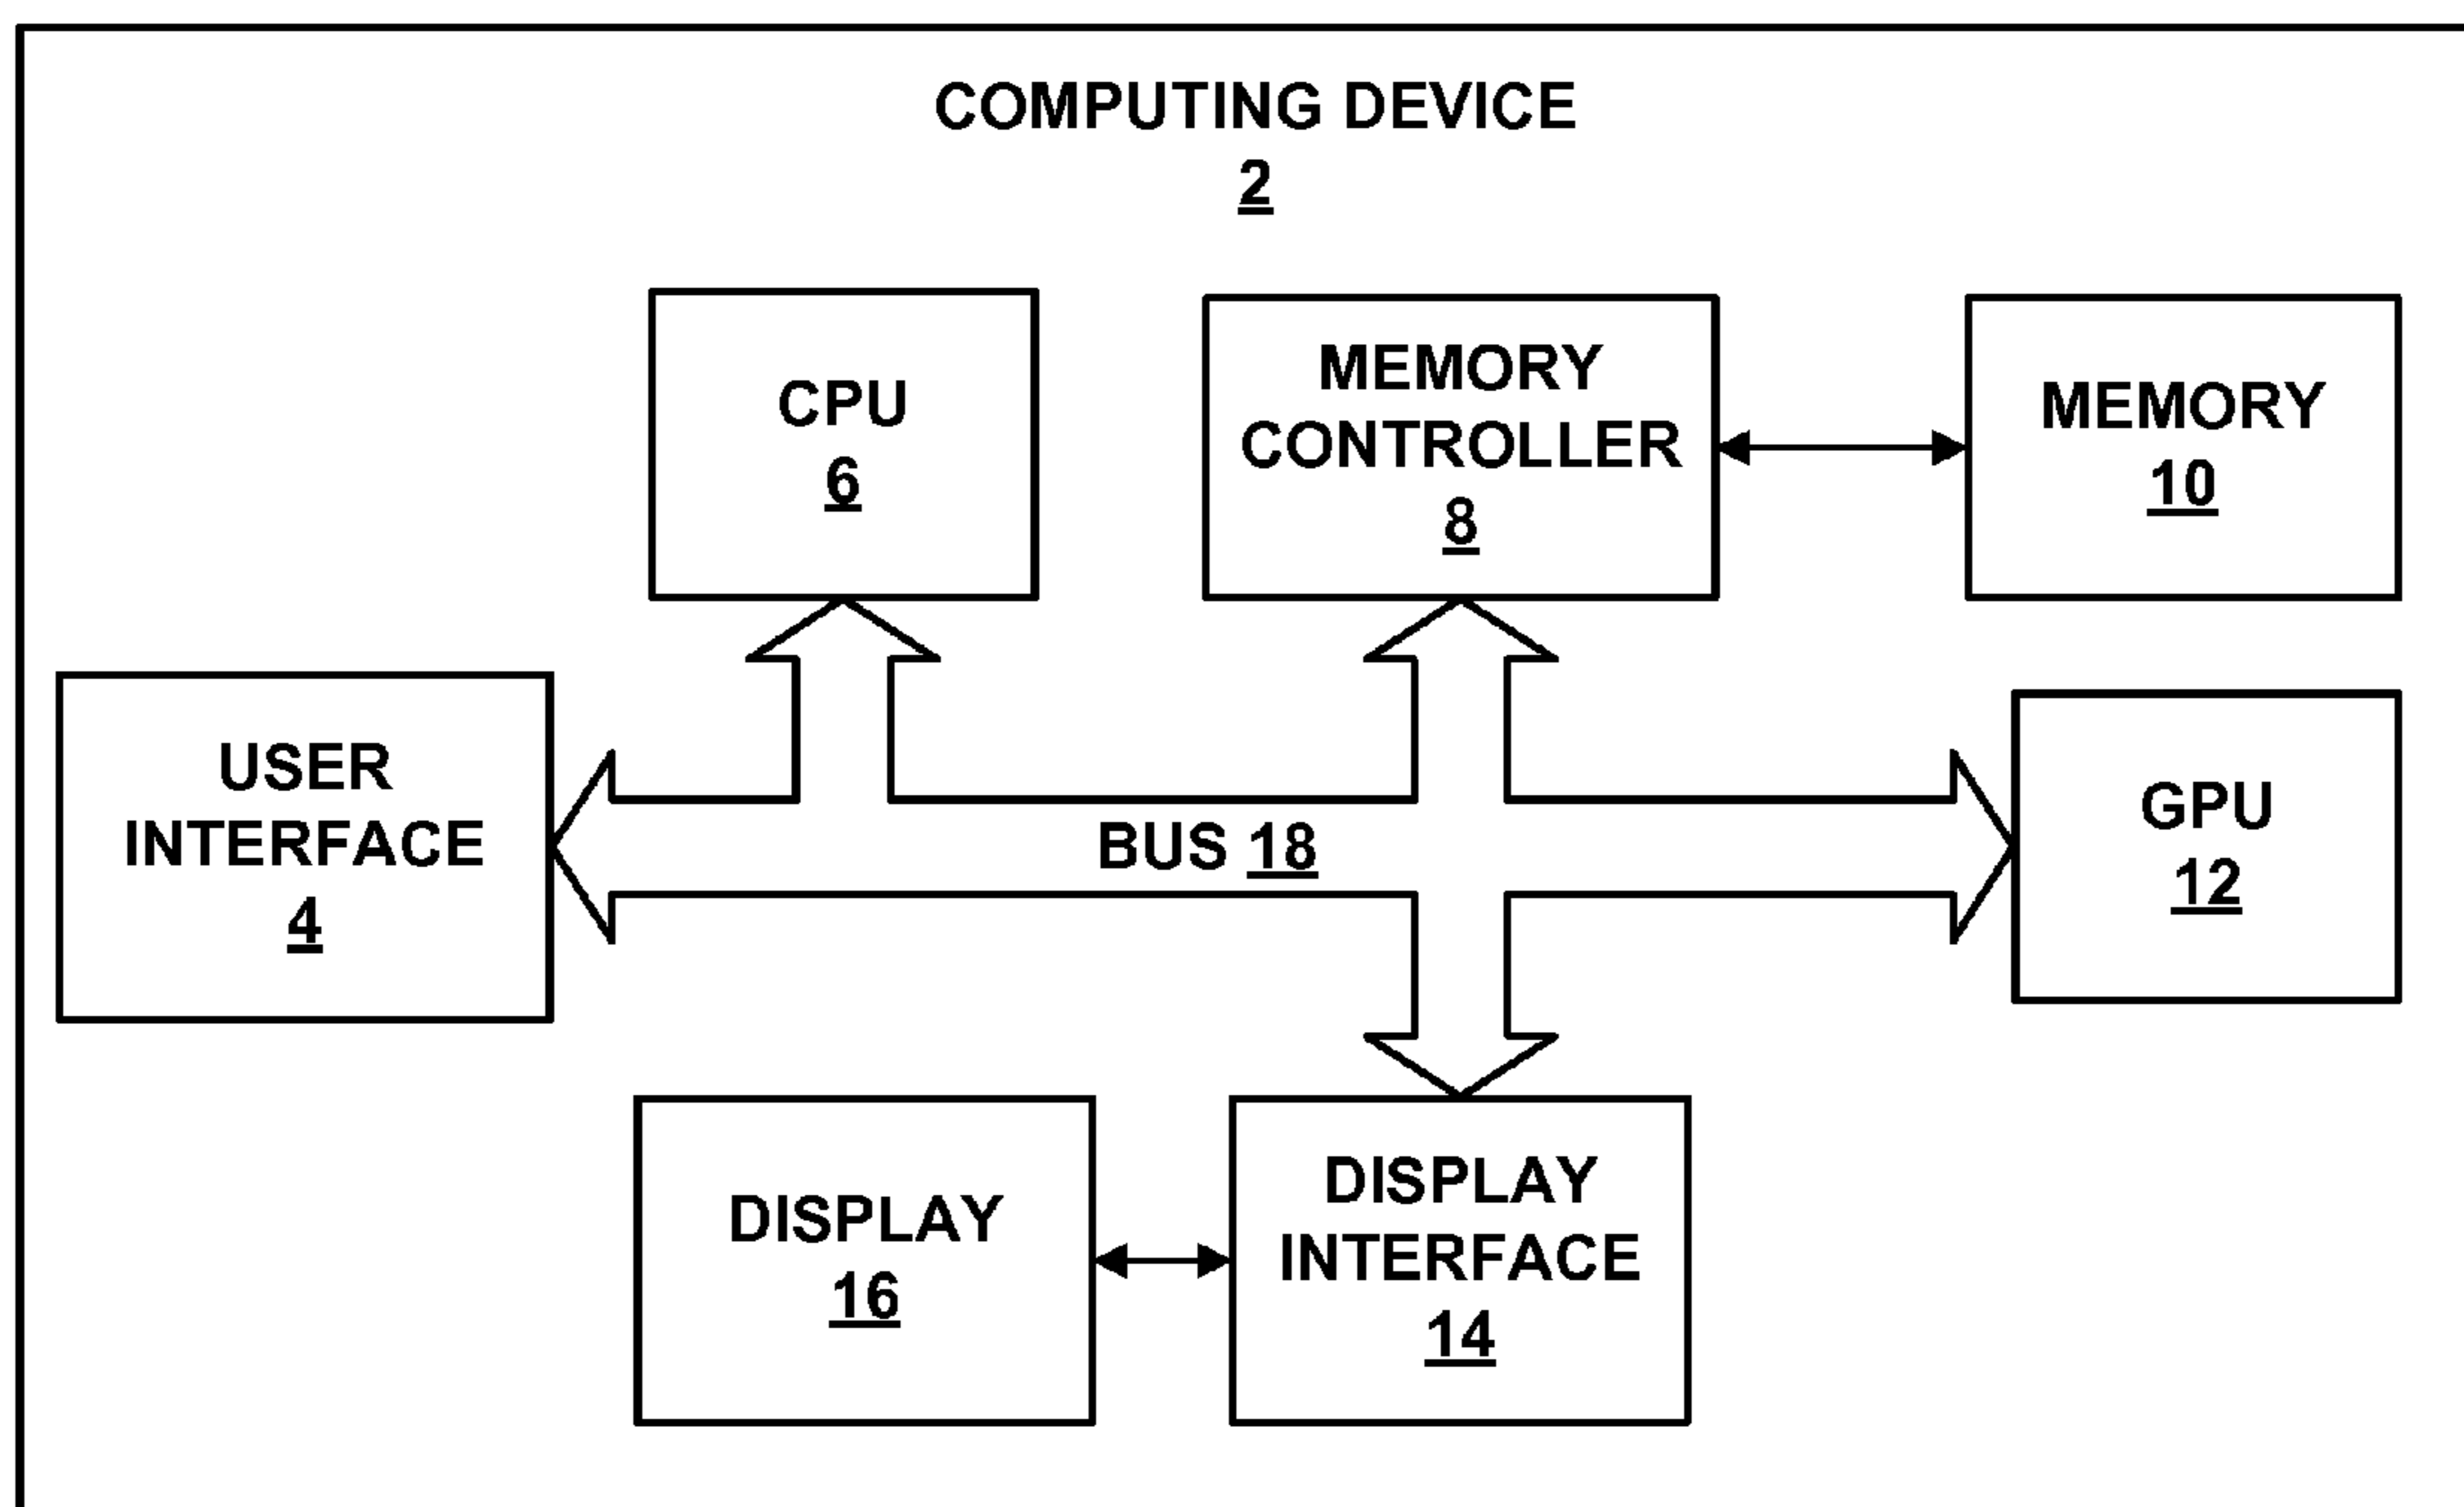 COMPUTING DEVICE
2
CPU
6
MEMORY
CONTROLLER
8
MEMORY
10
USER
INTERFACE
4
BUS 18
GPU
12
DISPLAY
16
DISPLAY
INTERFACE
14